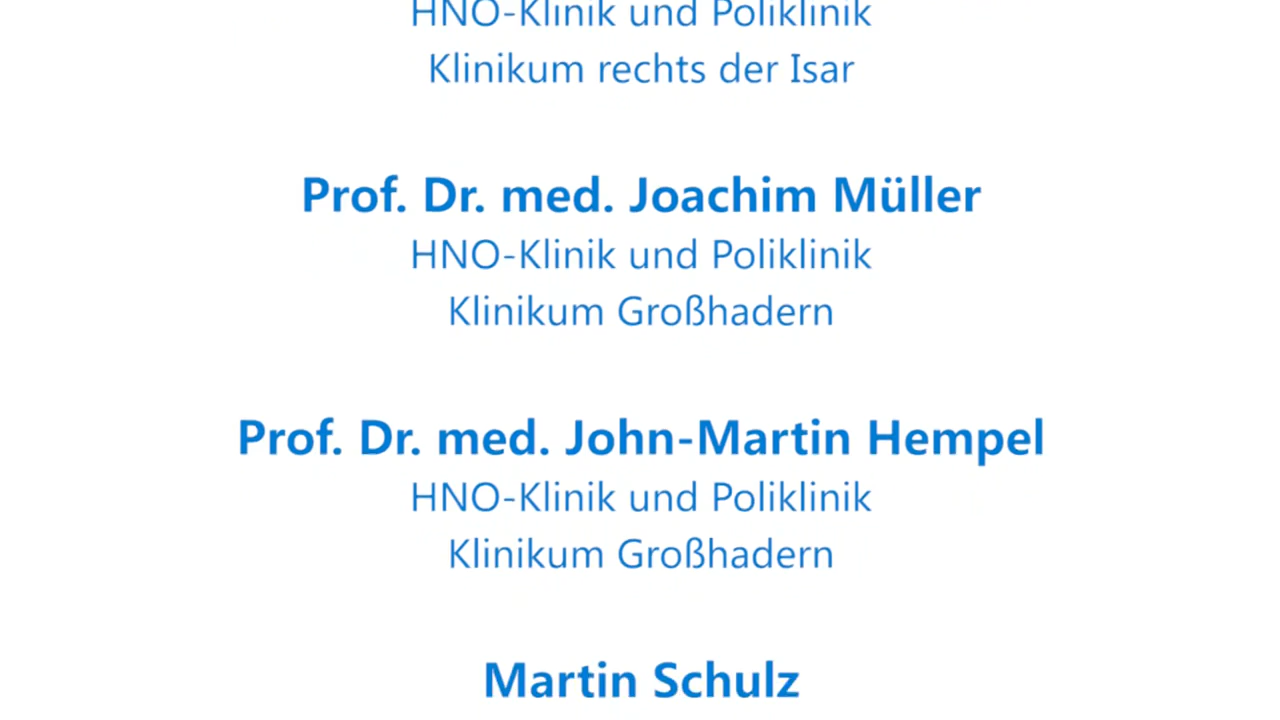 HNO-Klinik und Poliklinik
Klinikum rechts der Isar
Prof. Dr. med. Joachim Müller
HNO-Klinik und Poliklinik
Klinikum Großhadern
Prof. Dr. med. John-Martin Hempel
HNO-Klinik und Poliklinik
Klinikum Großhadern
Martin Schulz